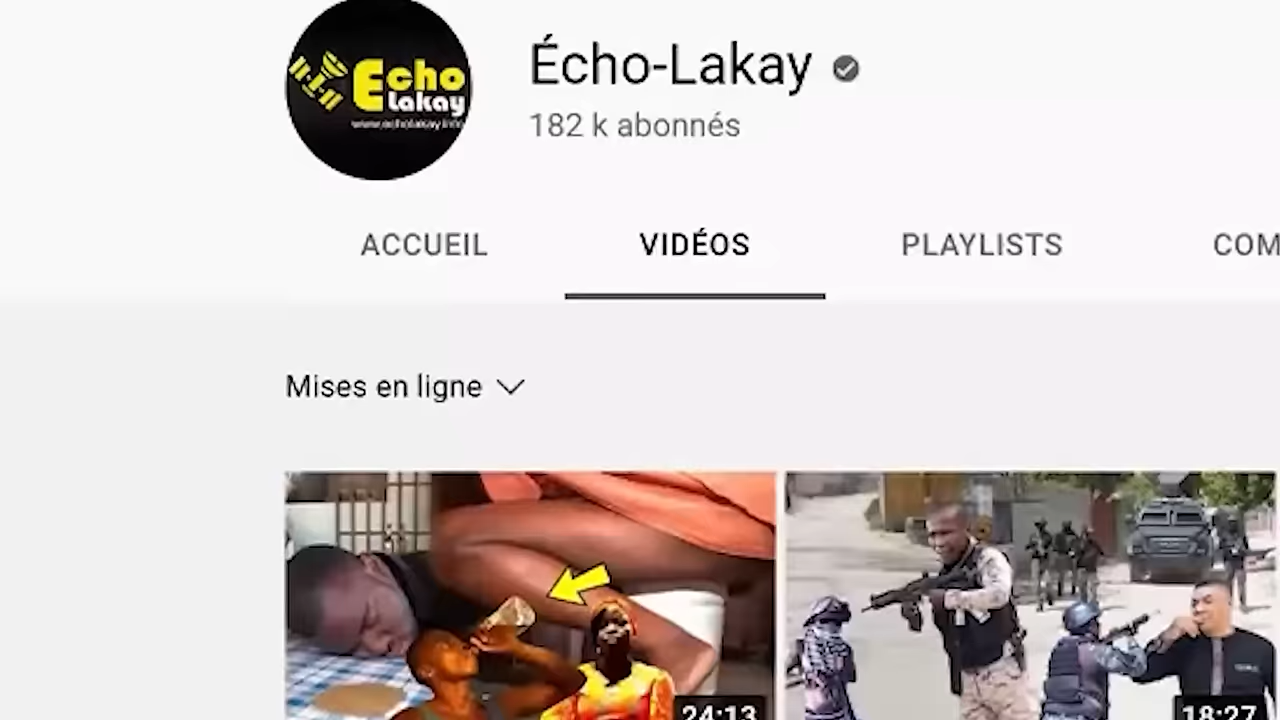 Echo
Lakay
Écho-Lakay
182 k abonnés
ACCUEIL
VIDÉOS
PLAYLISTS
COM
Mises en ligne
24:13
18:27